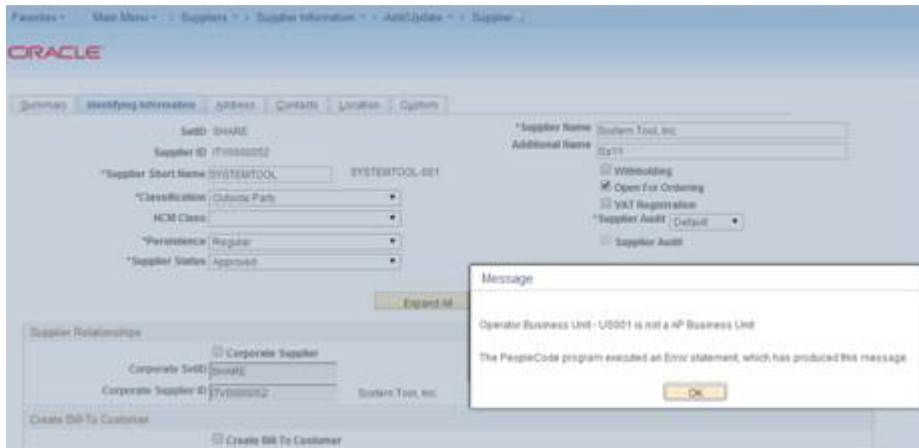 Favorites Main Menu > Suppliers > Supplier Information > Add/Update > Supplier
ORACLE
Summary Identifying Information Address Contacts Location Custom
SetID SHARE
*Supplier Name System Tool, Inc.
Supplier ID ITV0000052
Additional Name
*Supplier Short Name SYSTEMTOOL SYSTEMTOOL-001
Withholding
*Classification Outside Party
Open For Ordering
HCM Class
VAT Registration
*Persistence Regular
*Supplier Audit Default
*Supplier Status Approved
Supplier Audit
Expand All
Message
Operator Business Unit - US001 is not a AP Business Unit
The PeopleCode program executed an Error statement, which has produced this message
OK
Supplier Relationships
Corporate Supplier
Corporate SetID SHARE
Corporate Supplier ID ITV0000052 System Tool, Inc.
Create Bill To Customer
Create Bill To Customer